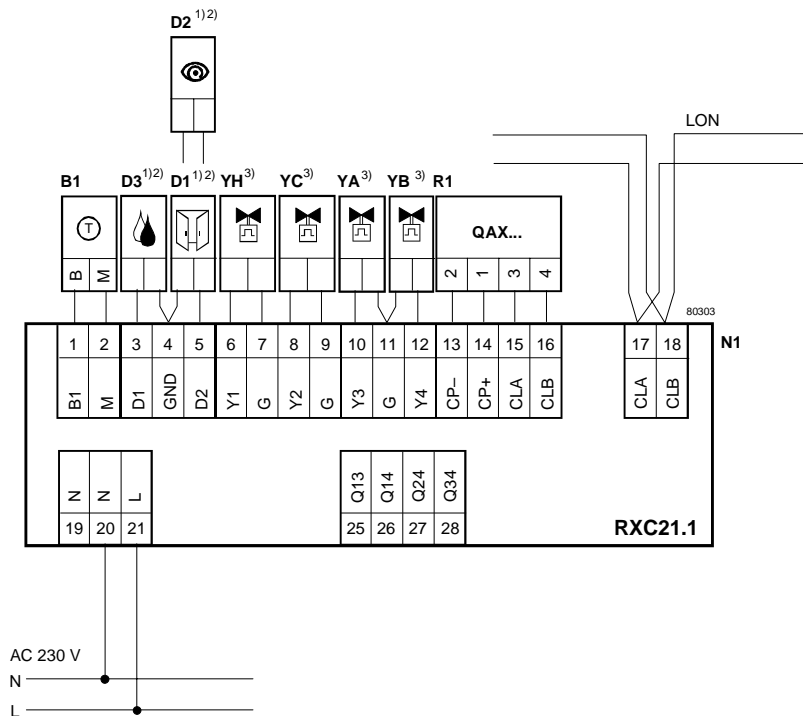 D2 1) 2)
LON
B1 D3 1) 2) D1 1) 2) YH 3) YC 3) YA 3) YB 3) R1
T
QAX...
B M 2 1 3 4
80303
1 2 3 4 5 6 7 8 9 10 11 12 13 14 15 16 17 18 N1
B1 M D1 GND D2 Y1 G Y2 G Y3 G Y4 CP– CP+ CLA CLB CLA CLB
N N L Q13 Q14 Q24 Q34
19 20 21 25 26 27 28 RXC21.1
AC 230 V
N
L